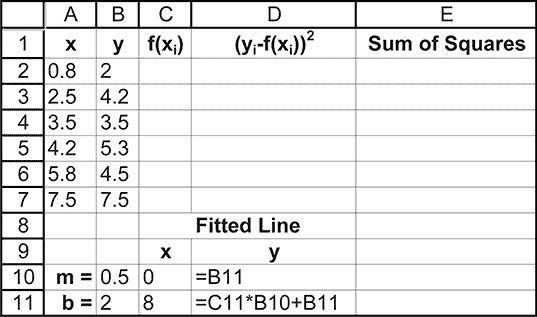 A B C D E
1 x y f(xᵢ) (yᵢ-f(xᵢ))² Sum of Squares
2 0.8 2
3 2.5 4.2
4 3.5 3.5
5 4.2 5.3
6 5.8 4.5
7 7.5 7.5
8 Fitted Line
9 x y
10 m = 0.5 0 =B11
11 b = 2 8 =C11*B10+B11